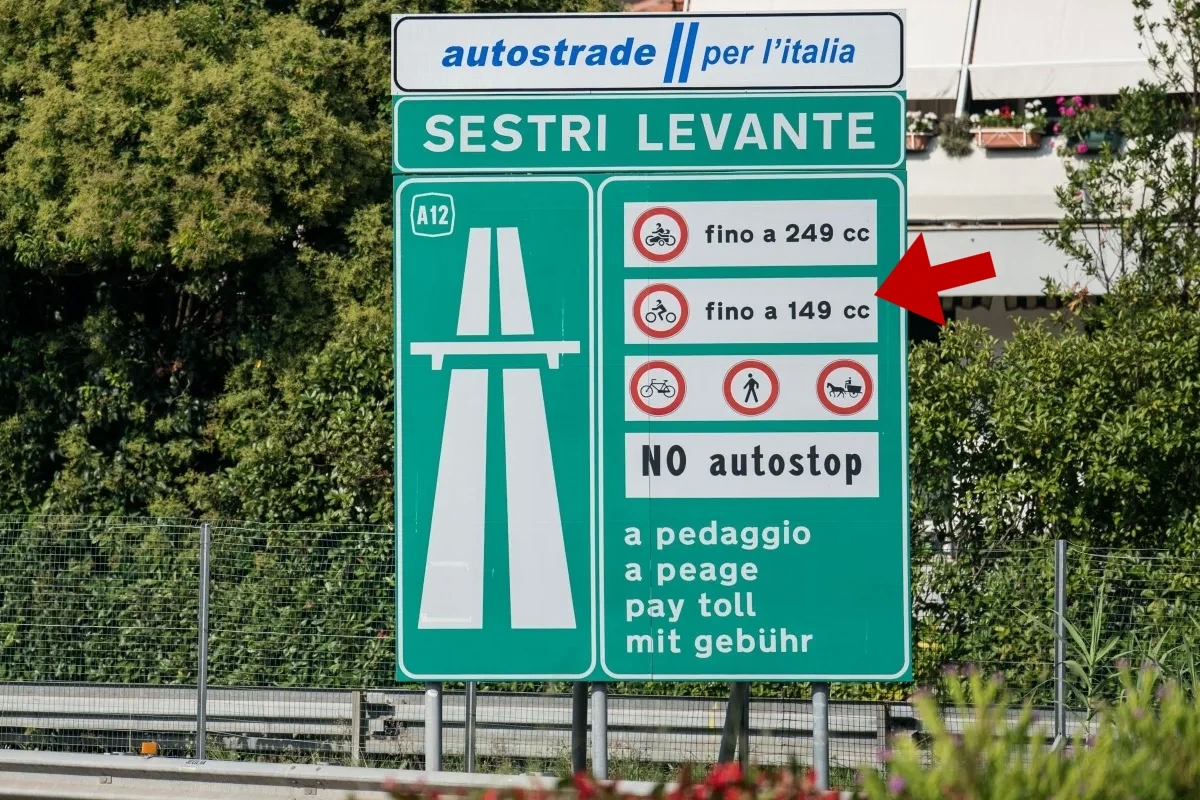 autostrade // per l'italia
SESTRI LEVANTE
A12
fino a 249 cc
fino a 149 cc
NO autostop
a pedaggio
a peage
pay toll
mit gebühr